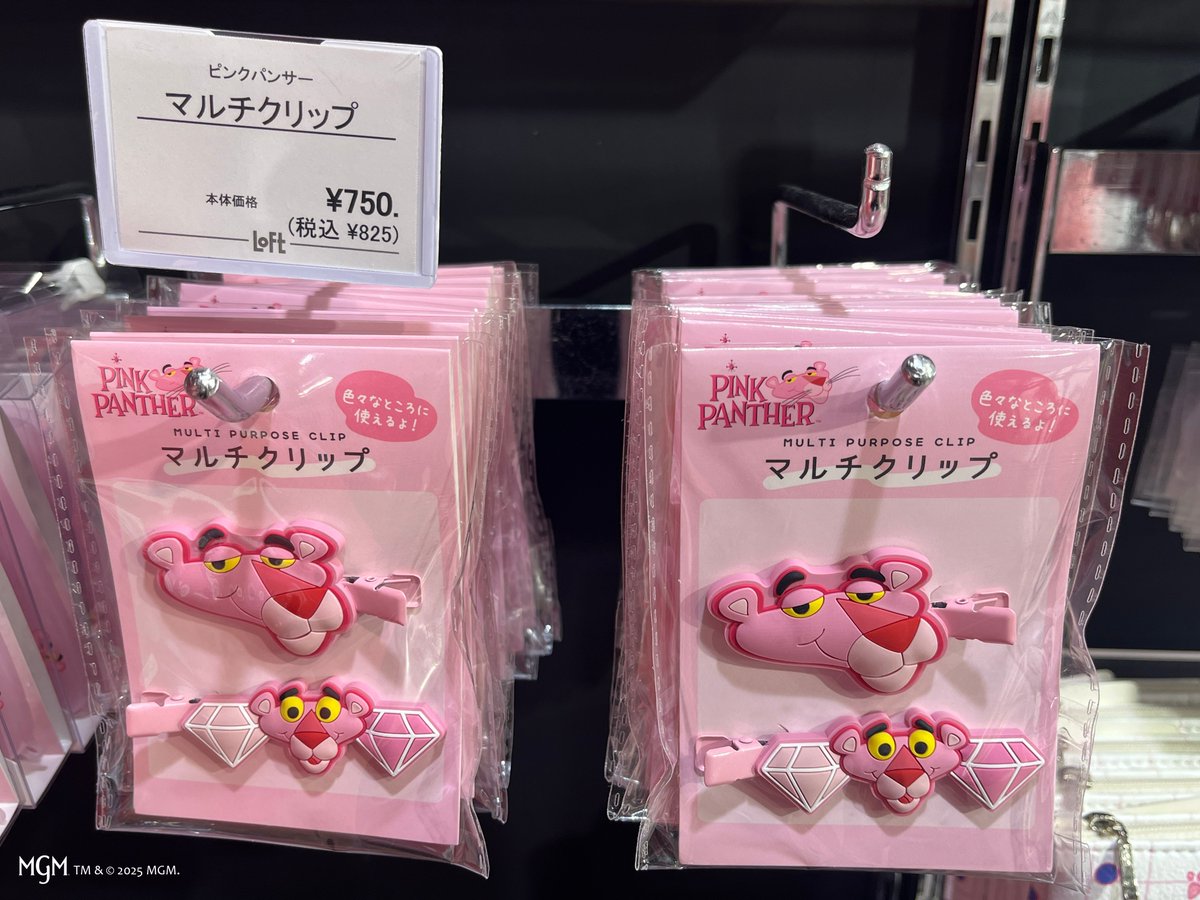 ピンクパンサー
マルチクリップ
本体価格
¥750.
(税込 ¥825)
LoFt
PINK
PANTHER
色々なところに
使えるよ!
MULTI PURPOSE CLIP
マルチクリップ
PINK
PANTHER
色々なところに
使えるよ!
MULTI PURPOSE CLIP
マルチクリップ
MGM TM & © 2025 MGM.